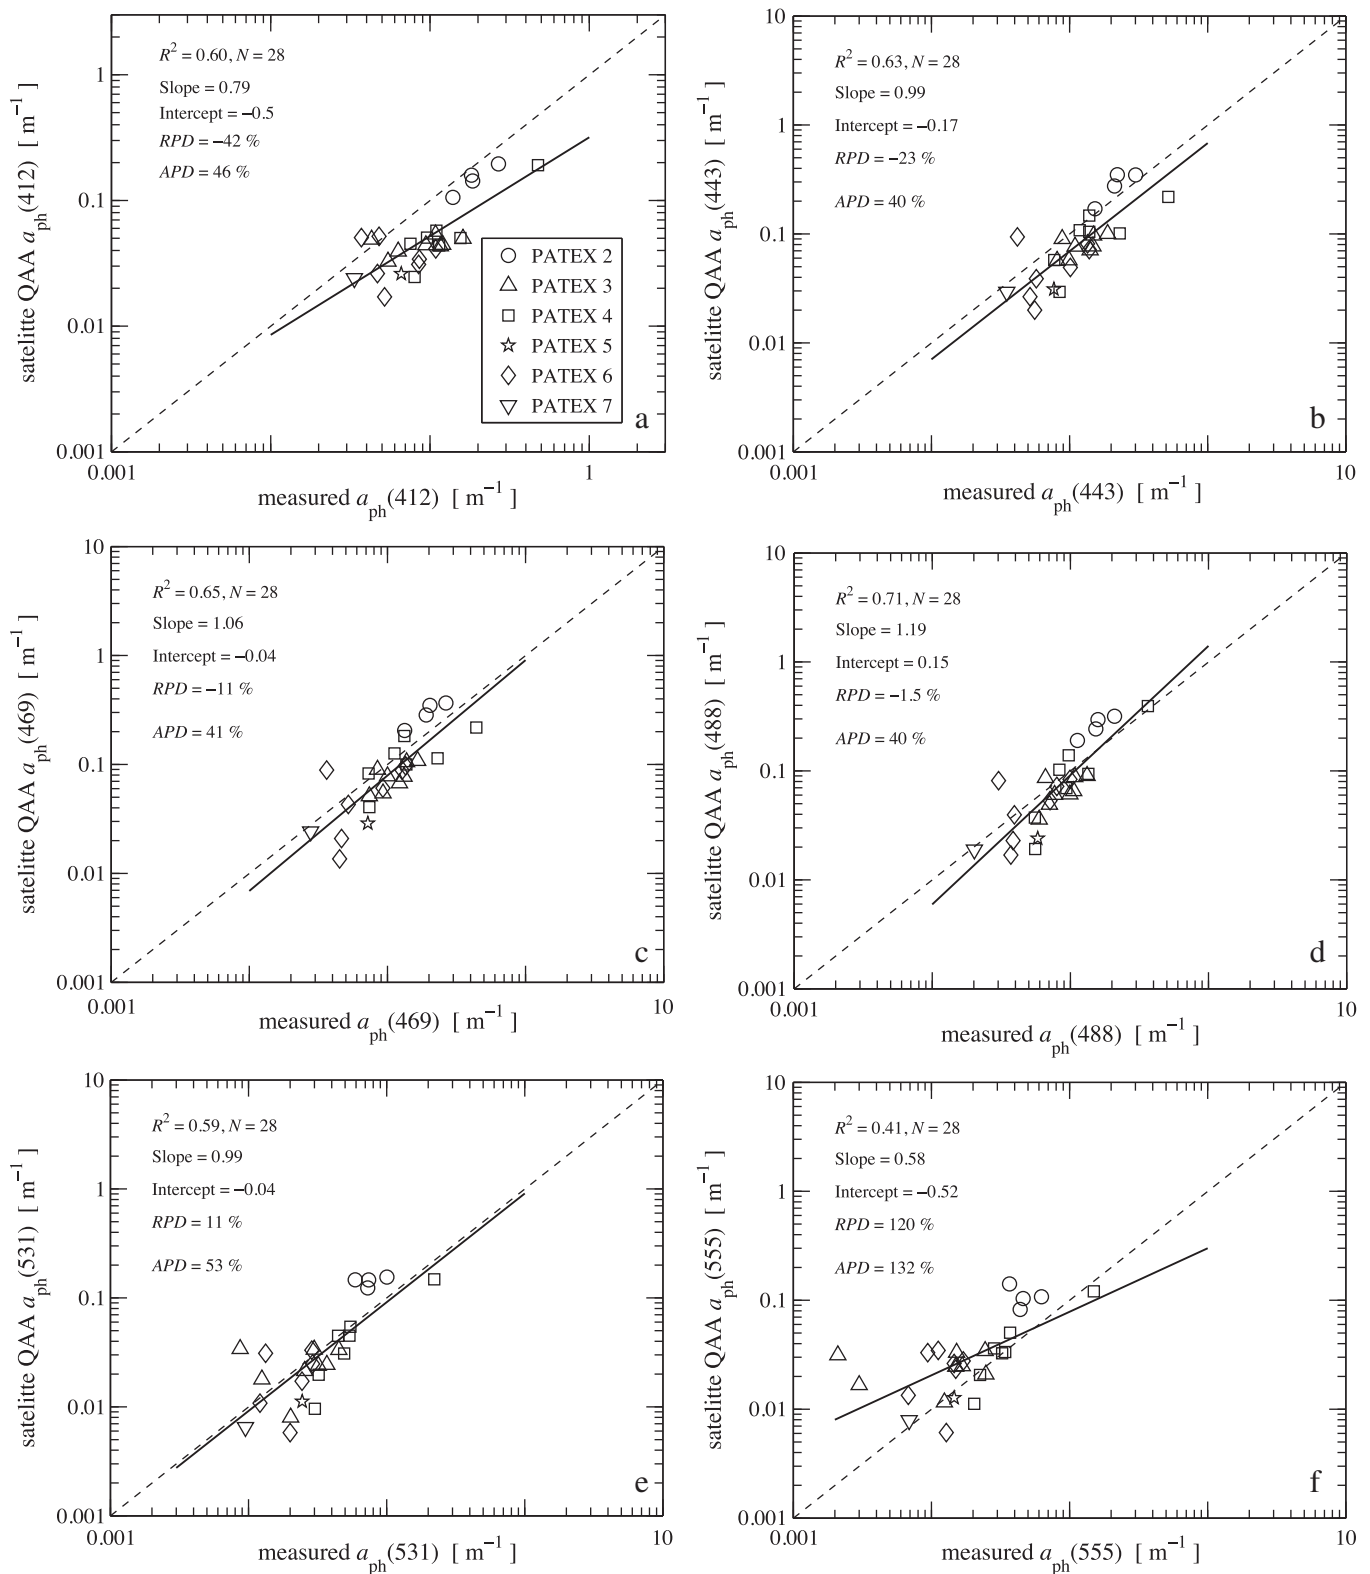 R² = 0.60, N = 28
Slope = 0.79
Intercept = −0.5
RPD = −42 %
APD = 46 %
1
0.1
0.01
0.001
0.001 1
satelitte QAA a_ph(412) [ m⁻¹ ]
measured a_ph(412) [ m⁻¹ ]
PATEX 2
PATEX 3
PATEX 4
PATEX 5
PATEX 6
PATEX 7
a
10
1
0.1
0.01
0.001
R² = 0.63, N = 28
Slope = 0.99
Intercept = −0.17
RPD = −23 %
APD = 40 %
b
0.001 10
satelitte QAA a_ph(443) [ m⁻¹ ]
measured a_ph(443) [ m⁻¹ ]
10
1
0.1
0.01
0.001
R² = 0.65, N = 28
Slope = 1.06
Intercept = −0.04
RPD = −11 %
APD = 41 %
c
0.001 10
satelitte QAA a_ph(469) [ m⁻¹ ]
measured a_ph(469) [ m⁻¹ ]
10
1
0.1
0.01
0.001
R² = 0.71, N = 28
Slope = 1.19
Intercept = 0.15
RPD = −1.5 %
APD = 40 %
d
0.001 10
satelitte QAA a_ph(488) [ m⁻¹ ]
measured a_ph(488) [ m⁻¹ ]
10
1
0.1
0.01
0.001
R² = 0.59, N = 28
Slope = 0.99
Intercept = −0.04
RPD = 11 %
APD = 53 %
e
0.001 10
satelitte QAA a_ph(531) [ m⁻¹ ]
measured a_ph(531) [ m⁻¹ ]
10
1
0.1
0.01
0.001
R² = 0.41, N = 28
Slope = 0.58
Intercept = −0.52
RPD = 120 %
APD = 132 %
f
0.001 10
satelitte QAA a_ph(555) [ m⁻¹ ]
measured a_ph(555) [ m⁻¹ ]